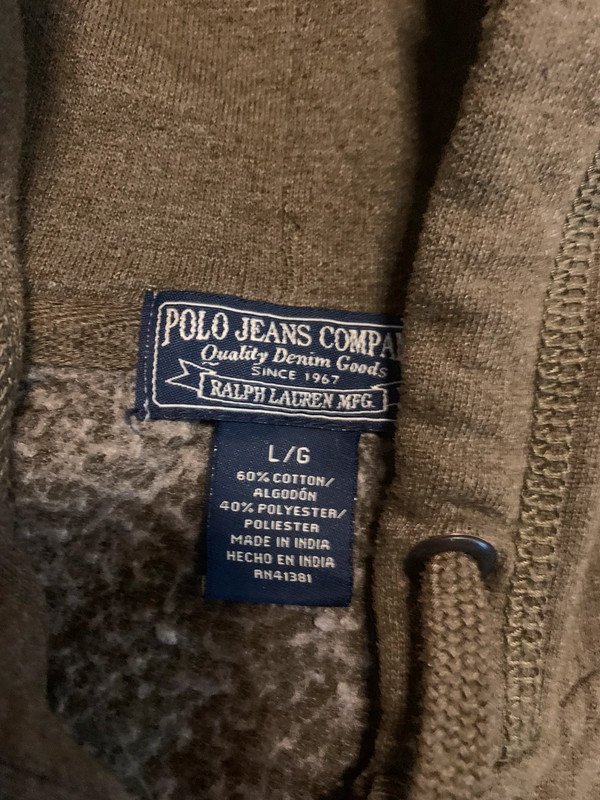 POLO JEANS COMPA
Quality Denim Goods
SINCE 1967
RALPH LAUREN MFG.
L/G
60% COTTON/
ALGODÓN
40% POLYESTER/
POLIESTER
MADE IN INDIA
HECHO EN INDIA
RN41381